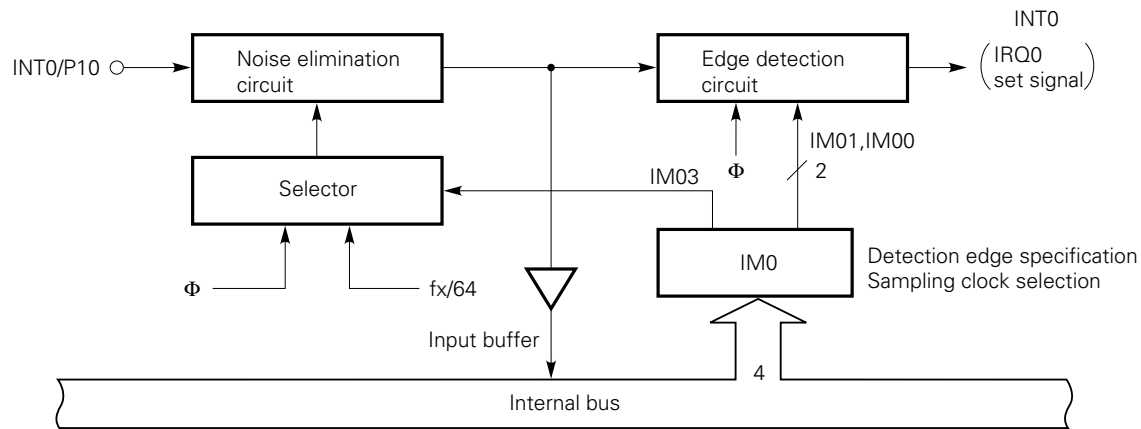 INT0
INT0/P10
Noise elimination
circuit
Edge detection
circuit
IRQ0
set signal
IM01,IM00
Φ
2
Selector
IM03
IM0
Detection edge specification
Sampling clock selection
Φ
fx/64
Input buffer
4
Internal bus